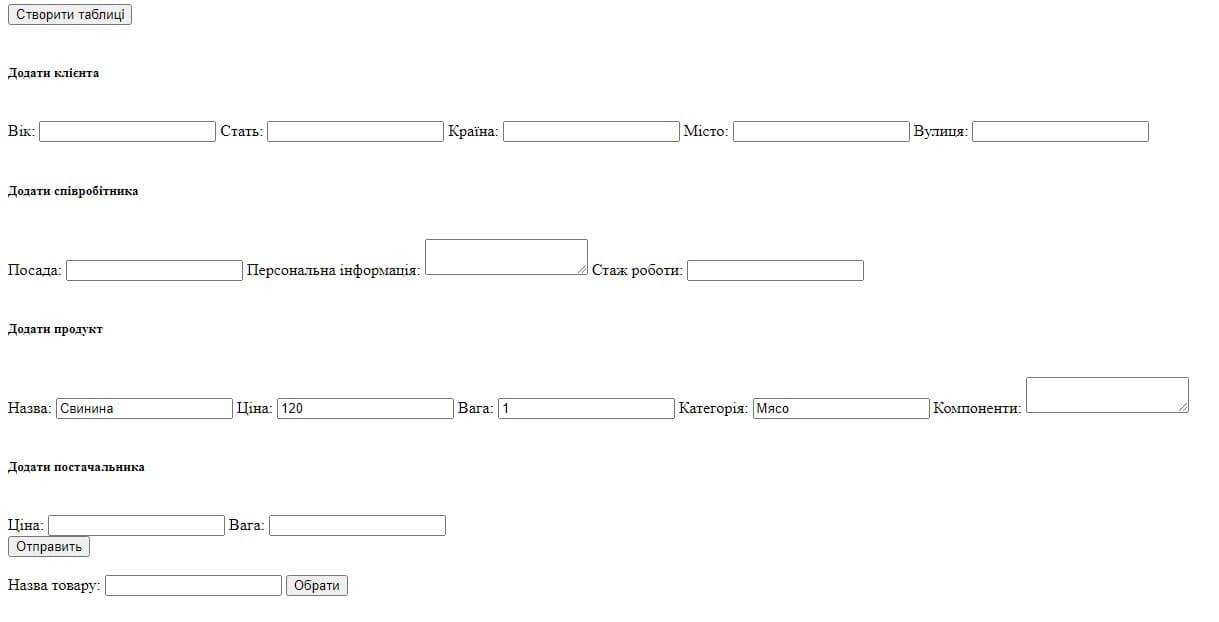 Створити таблиці
Додати клієнта
Вік: Стать: Країна: Місто: Вулиця:
Додати співробітника
Посада: Персональна інформація: Стаж роботи:
Додати продукт
Назва: Свинина Ціна: 120 Вага: 1 Категорія: Мясо Компоненти:
Додати постачальника
Ціна: Вага:
Отправить
Назва товару: Обрати